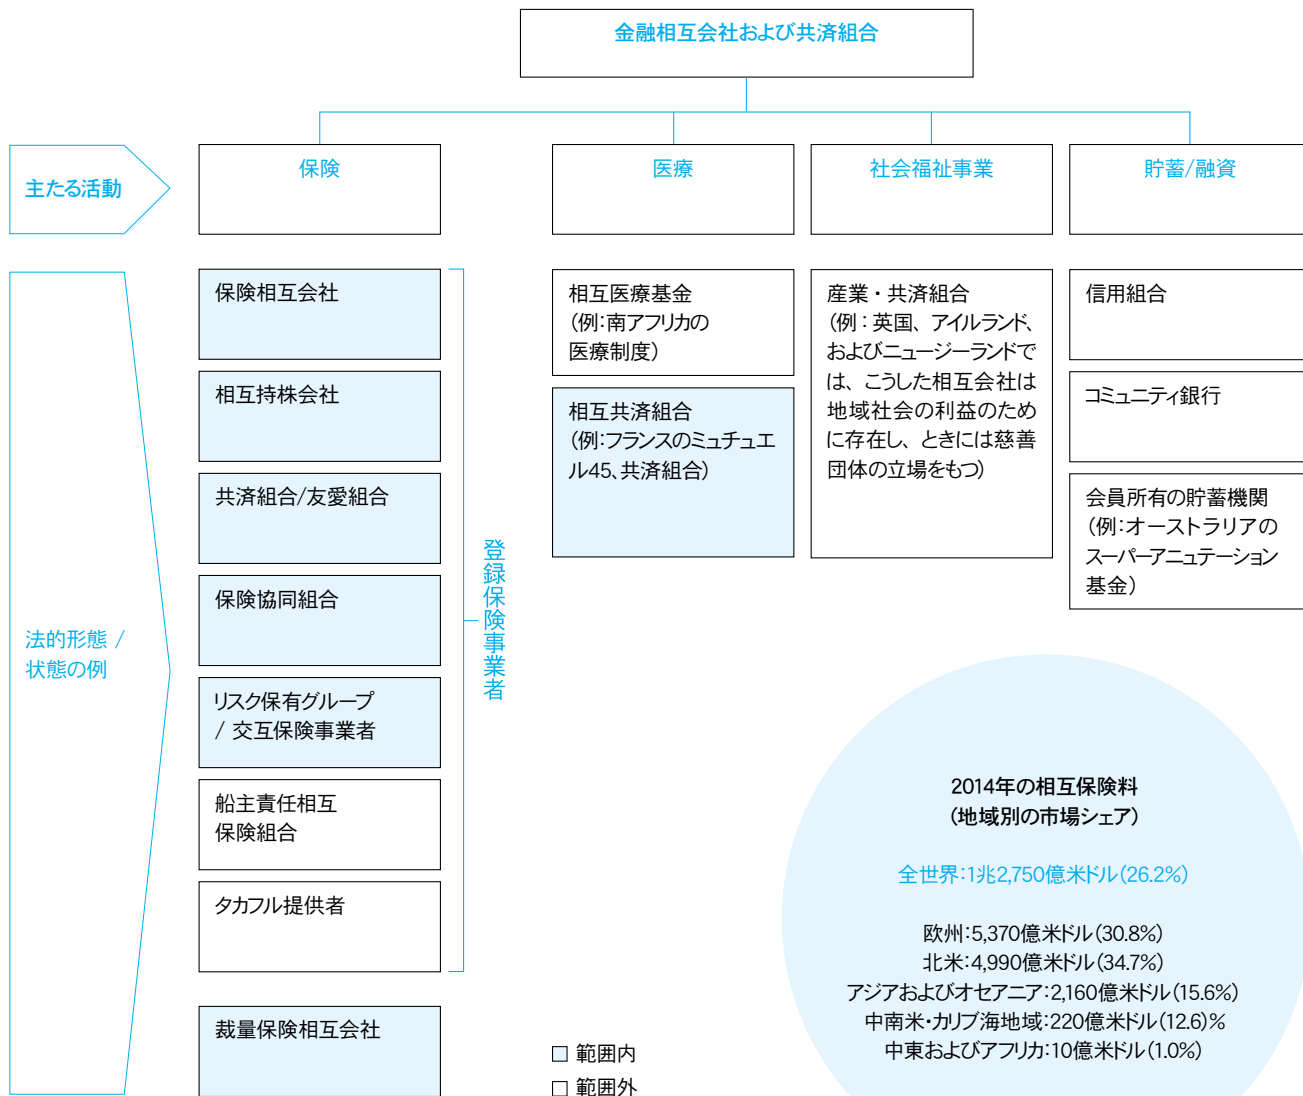 金融相互会社および共済組合
主たる活動
保険
医療
社会福祉事業
貯蓄/融資
法的形態 /
状態の例
保険相互会社
相互持株会社
共済組合/友愛組合
保険協同組合
リスク保有グループ
/ 交互保険事業者
船主責任相互
保険組合
タカフル提供者
裁量保険相互会社
登録保険事業者
相互医療基金
(例:南アフリカの
医療制度)
相互共済組合
(例:フランスのミュチュエ
ル45、共済組合)
産業・共済組合
(例：英国、アイルランド、
およびニュージーランドで
は、こうした相互会社は
地域社会の利益のため
に存在し、ときには慈善
団体の立場をもつ)
信用組合
コミュニティ銀行
会員所有の貯蓄機関
(例:オーストラリアの
スーパーアニュテーション
基金)
範囲内
範囲外
2014年の相互保険料
(地域別の市場シェア)
全世界:1兆2,750億米ドル(26.2%)
欧州:5,370億米ドル(30.8%)
北米:4,990億米ドル(34.7%)
アジアおよびオセアニア:2,160億米ドル(15.6%)
中南米・カリブ海地域:220億米ドル(12.6)%
中東およびアフリカ:10億米ドル(1.0%)